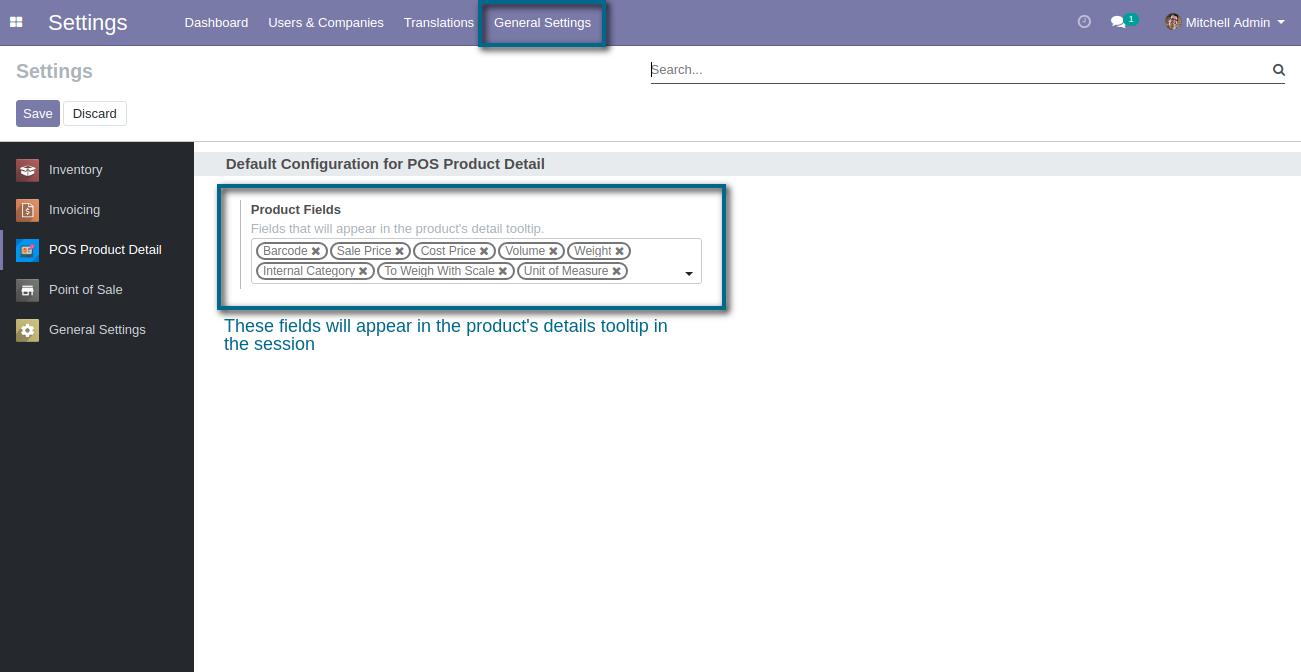 Settings Dashboard Users & Companies Translations General Settings 1 Mitchell Admin
Settings Search...
Save Discard
Inventory
Invoicing
POS Product Detail
Point of Sale
General Settings
Default Configuration for POS Product Detail
Product Fields
Fields that will appear in the product's detail tooltip.
Barcode Sale Price Cost Price Volume Weight
Internal Category To Weigh With Scale Unit of Measure
These fields will appear in the product's details tooltip in
the session